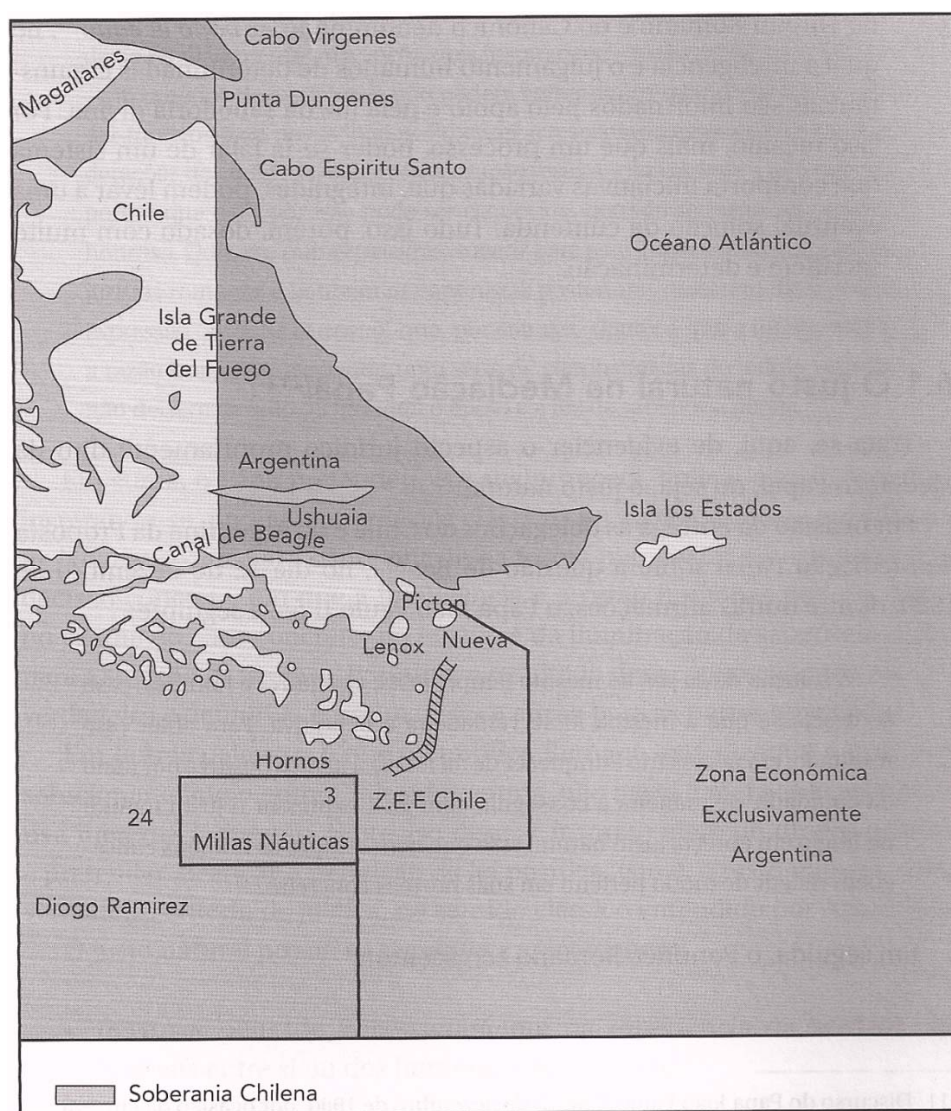 Cabo Virgenes
Magallanes
Punta Dungenes
Cabo Espiritu Santo
Chile
Océano Atlántico
Isla Grande
de Tierra
del Fuego
Argentina
Isla los Estados
Ushuaia
Canal de Beagle
Picton
Lenox
Nueva
Hornos
Zona Económica
3
Z.E.E Chile
24
Exclusivamente
Millas Náuticas
Argentina
Diogo Ramirez
Soberania Chilena